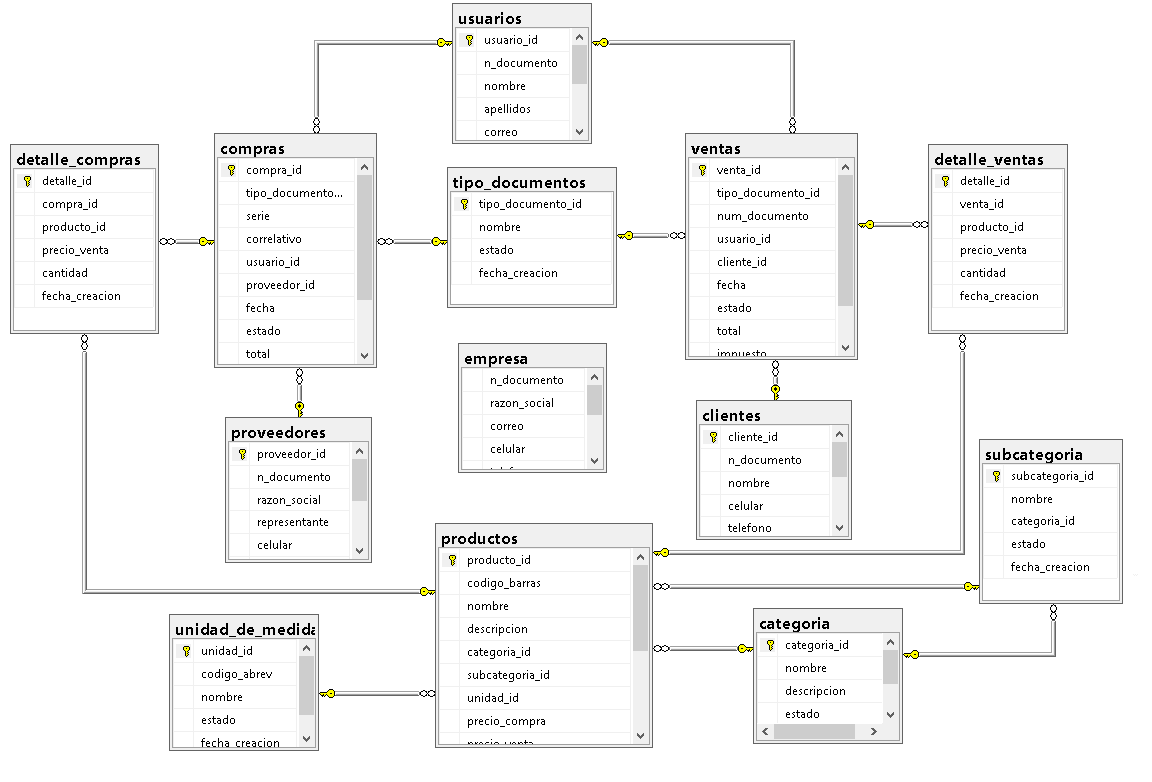 usuarios
usuario_id
n_documento
nombre
apellidos
correo
detalle_compras
detalle_id
compra_id
producto_id
precio_venta
cantidad
fecha_creacion
compras
compra_id
tipo_documento...
serie
correlativo
usuario_id
proveedor_id
fecha
estado
total
tipo_documentos
tipo_documento_id
nombre
estado
fecha_creacion
ventas
venta_id
tipo_documento_id
num_documento
usuario_id
cliente_id
fecha
estado
total
impuesto
detalle_ventas
detalle_id
venta_id
producto_id
precio_venta
cantidad
fecha_creacion
empresa
n_documento
razon_social
correo
celular
proveedores
proveedor_id
n_documento
razon_social
representante
celular
clientes
cliente_id
n_documento
nombre
celular
telefono
subcategoria
subcategoria_id
nombre
categoria_id
estado
fecha_creacion
productos
producto_id
codigo_barras
nombre
descripcion
categoria_id
subcategoria_id
unidad_id
precio_compra
precio_venta
unidad_de_medida
unidad_id
codigo_abrev
nombre
estado
fecha_creacion
categoria
categoria_id
nombre
descripcion
estado